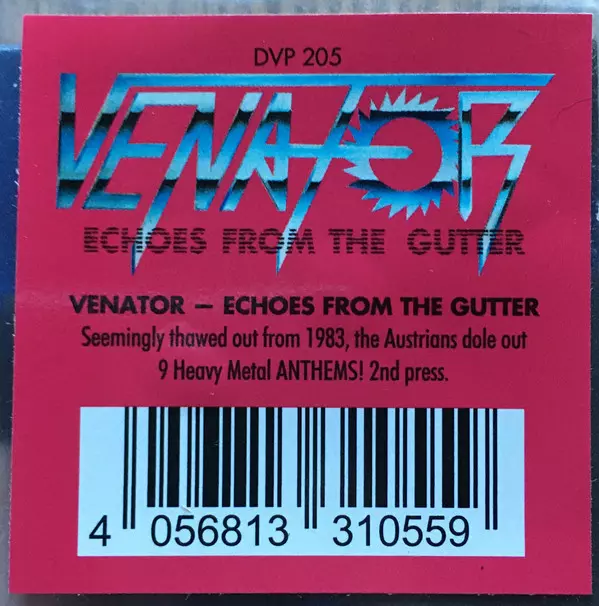 DVP 205
VENATOR
ECHOES FROM THE GUTTER
VENATOR – ECHOES FROM THE GUTTER
Seemingly thawed out from 1983, the Austrians dole out
9 Heavy Metal ANTHEMS! 2nd press.
4 056813 310559